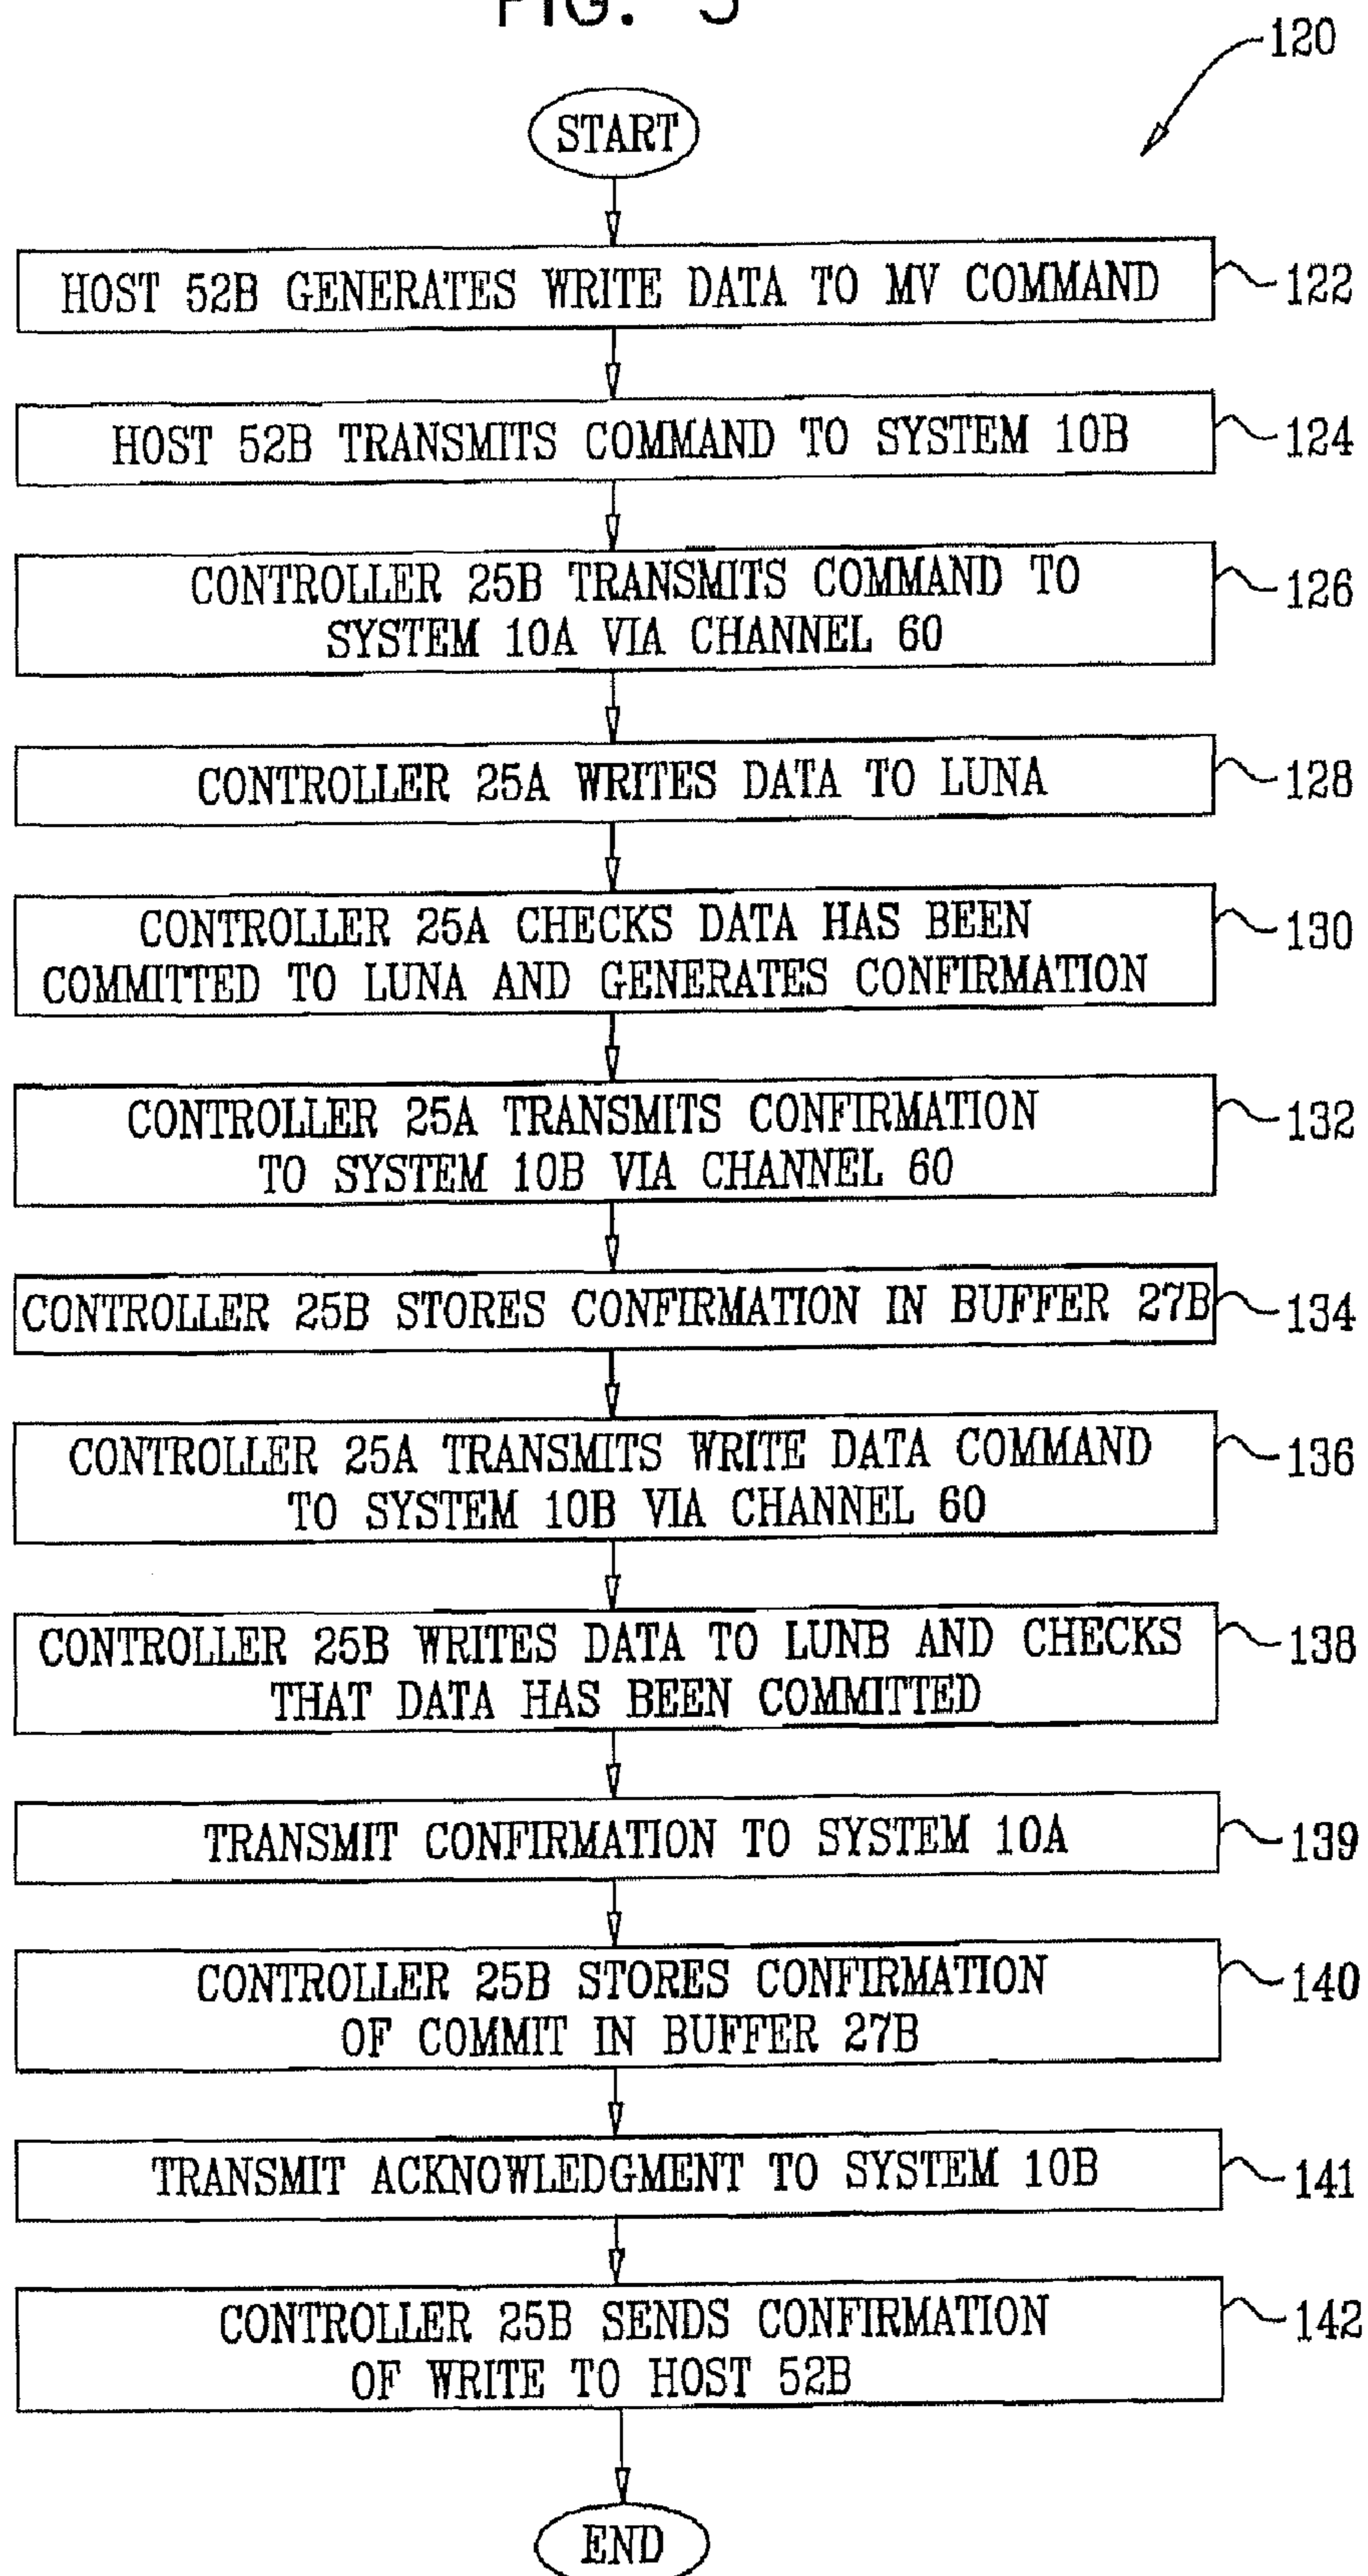 FIG. 5
120
START
HOST 52B GENERATES WRITE DATA TO MV COMMAND
122
HOST 52B TRANSMITS COMMAND TO SYSTEM 10B
124
CONTROLLER 25B TRANSMITS COMMAND TO
SYSTEM 10A VIA CHANNEL 60
126
CONTROLLER 25A WRITES DATA TO LUNA
128
CONTROLLER 25A CHECKS DATA HAS BEEN
COMMITTED TO LUNA AND GENERATES CONFIRMATION
130
CONTROLLER 25A TRANSMITS CONFIRMATION
TO SYSTEM 10B VIA CHANNEL 60
132
CONTROLLER 25B STORES CONFIRMATION IN BUFFER 27B
134
CONTROLLER 25A TRANSMITS WRITE DATA COMMAND
TO SYSTEM 10B VIA CHANNEL 60
136
CONTROLLER 25B WRITES DATA TO LUNB AND CHECKS
THAT DATA HAS BEEN COMMITTED
138
TRANSMIT CONFIRMATION TO SYSTEM 10A
139
CONTROLLER 25B STORES CONFIRMATION
OF COMMIT IN BUFFER 27B
140
TRANSMIT ACKNOWLEDGMENT TO SYSTEM 10B
141
CONTROLLER 25B SENDS CONFIRMATION
OF WRITE TO HOST 52B
142
END